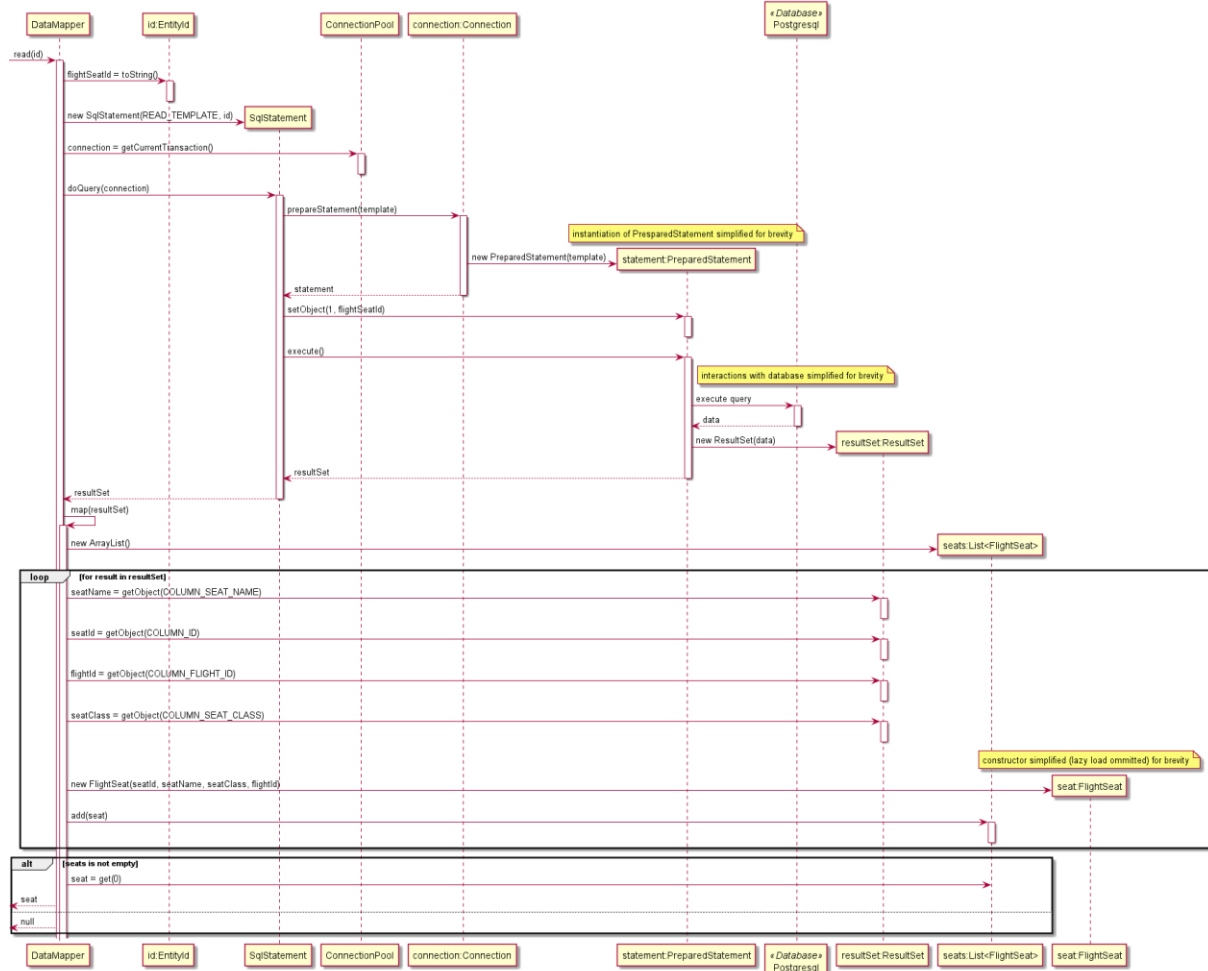 DataMapper
id:EntityId
ConnectionPool
connection:Connection
«Database»
Postgresql
read(id)
flightSeatId = toString()
new SqlStatement(READ_TEMPLATE, id)
SqlStatement
connection = getCurrentTransaction()
doQuery(connection)
prepareStatement(template)
instantiation of PresparedStatement simplified for brevity
new PreparedStatement(template)
statement:PreparedStatement
statement
setObject(1, flightSeatId)
execute()
interactions with database simplified for brevity
execute query
data
new ResultSet(data)
resultSet:ResultSet
resultSet
resultSet
map(resultSet)
new ArrayList()
seats:List<FlightSeat>
loop
[for result in resultSet]
seatName = getObject(COLUMN_SEAT_NAME)
seatId = getObject(COLUMN_ID)
flightId = getObject(COLUMN_FLIGHT_ID)
seatClass = getObject(COLUMN_SEAT_CLASS)
constructor simplified (lazy load ommitted) for brevity
new FlightSeat(seatId, seatName, seatClass, flightId)
seat:FlightSeat
add(seat)
alt
[seats is not empty]
seat = get(0)
seat
null
DataMapper
id:EntityId
SqlStatement
ConnectionPool
connection:Connection
statement:PreparedStatement
«Database»
Postgresql
resultSet:ResultSet
seats:List<FlightSeat>
seat:FlightSeat